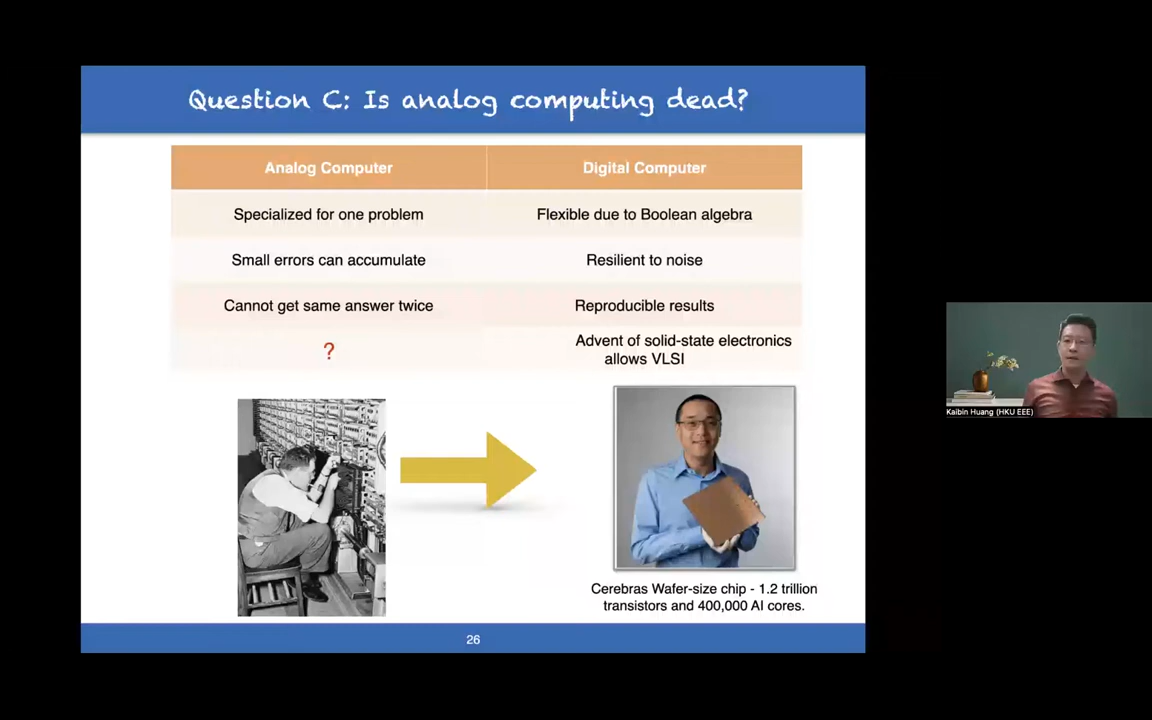 Question C: Is analog computing dead?
Analog Computer
Digital Computer
Specialized for one problem
Flexible due to Boolean algebra
Small errors can accumulate
Resilient to noise
Cannot get same answer twice
Reproducible results
?
Advent of solid-state electronics
allows VLSI
Cerebras Wafer-size chip - 1.2 trillion
transistors and 400,000 AI cores.
26
Kaibin Huang (HKU EEE)